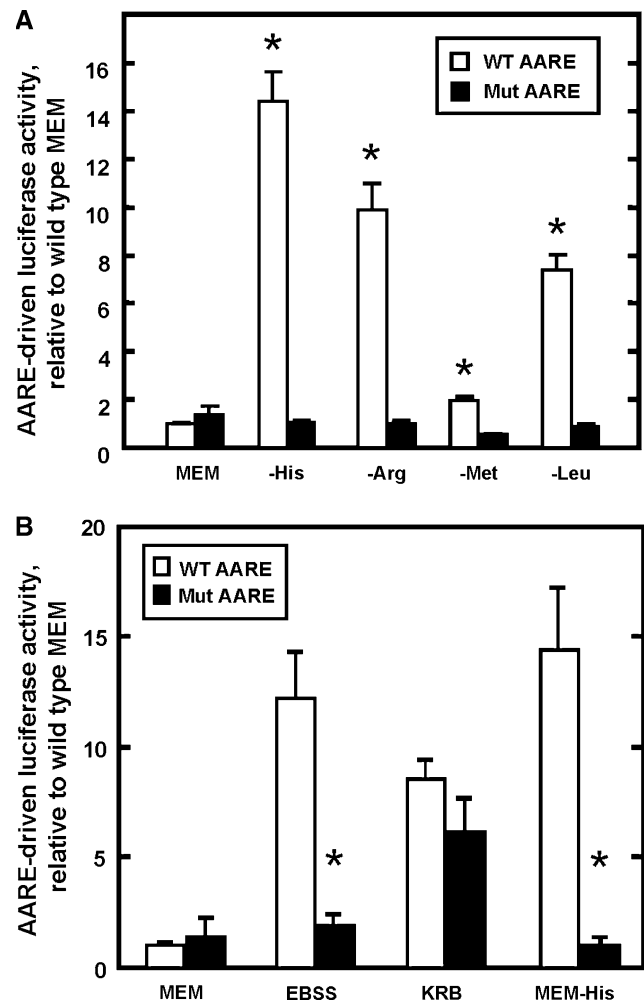 A
AARE-driven luciferase activity,
relative to wild type MEM
16
14
12
10
8
6
4
2
0
*
*
*
*
WT AARE
Mut AARE
MEM
-His
-Arg
-Met
-Leu
B
AARE-driven luciferase activity,
relative to wild type MEM
20
15
10
5
0
WT AARE
Mut AARE
*
*
MEM
EBSS
KRB
MEM-His